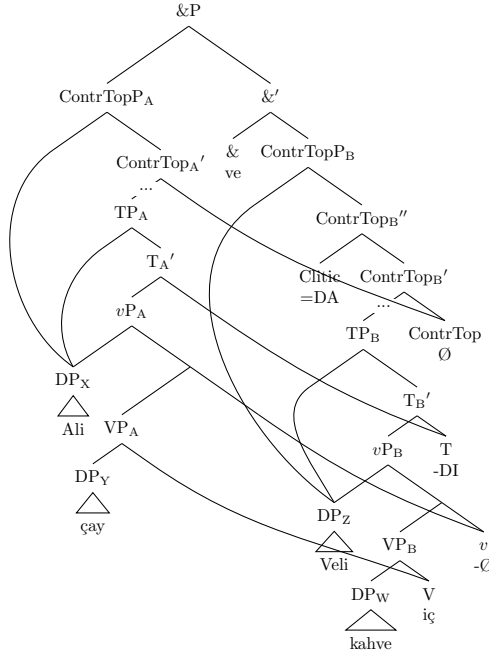 &P
ContrTopP_A &′
ContrTop_A′ & ContrTopP_B
ve
...
TP_A ContrTop_B′′
T_A′ Clitic ContrTop_B′
=DA
...
vP_A TP_B ContrTop
Ø
DP_X T_B′
Ali VP_A vP_B T
-DI
DP_Y
çay DP_Z VP_B v
Veli -Ø
DP_W V
iç
kahve